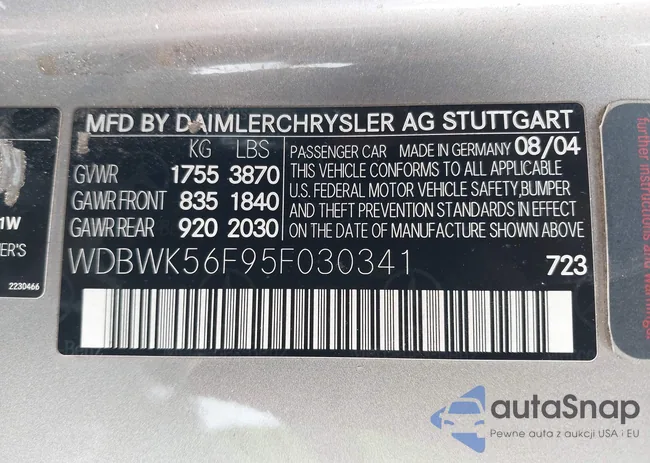 MFD BY DAIMLERCHRYSLER AG STUTTGART
KG LBS
GVWR 1755 3870
GAWR FRONT 835 1840
GAWR REAR 920 2030
PASSENGER CAR MADE IN GERMANY 08/04
THIS VEHICLE CONFORMS TO ALL APPLICABLE
U.S. FEDERAL MOTOR VEHICLE SAFETY,BUMPER
AND THEFT PREVENTION STANDARDS IN EFFECT
ON THE DATE OF MANUFACTURE SHOWN ABOVE
WDBWK56F95F030341
723
1W
ER'S
2230466
further instructions
autaSnap
Pewne auta z aukcji USA i EU